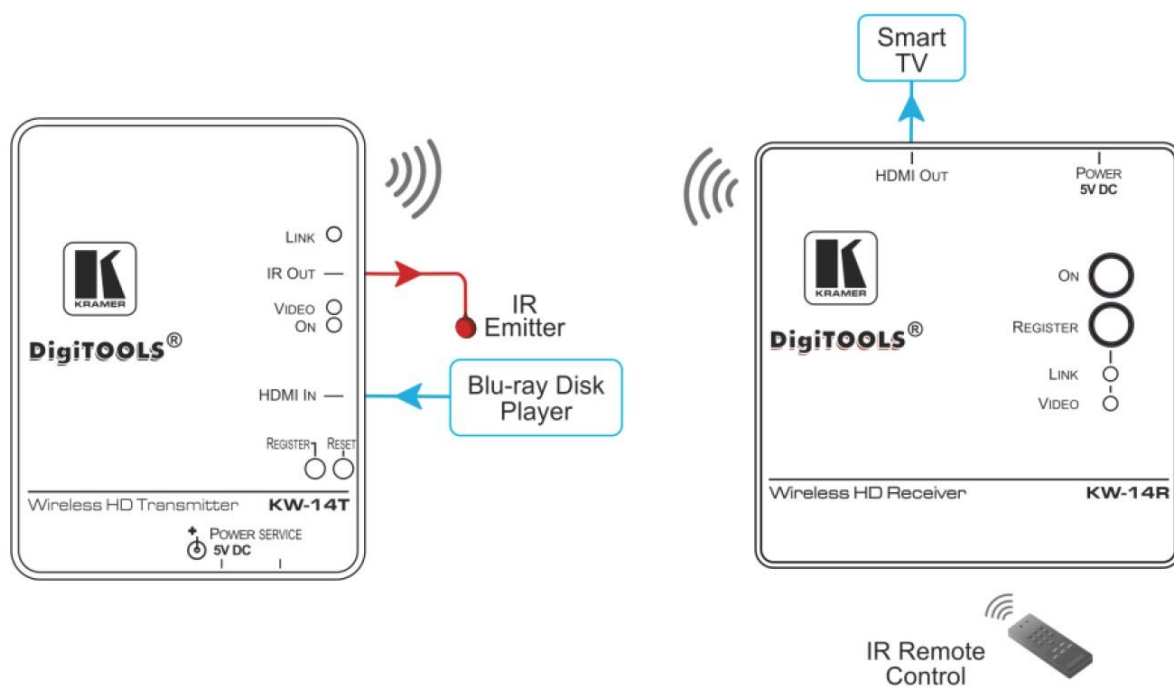 Smart
TV
HDMI OUT
POWER
5V DC
LINK
IR OUT
K
KRAMER
VIDEO
ON
DigiTOOLS®
IR
Emitter
HDMI IN
Blu-ray Disk
Player
REGISTER
RESET
Wireless HD Transmitter
KW-14T
+
POWER SERVICE
5V DC
K
KRAMER
ON
REGISTER
DigiTOOLS®
LINK
VIDEO
Wireless HD Receiver
KW-14R
IR Remote
Control